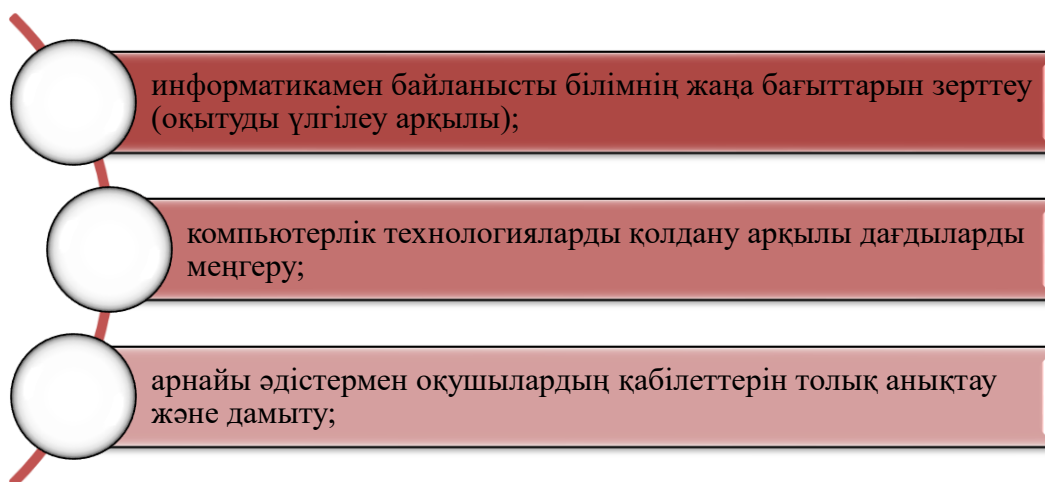 информатикамен байланысты білімнің жаңа бағыттарын зерттеу
(оқытуды үлгілеу арқылы);
компьютерлік технологияларды қолдану арқылы дағдыларды
меңгеру;
арнайы әдістермен оқушылардың қабілеттерін толық анықтау
және дамыту;